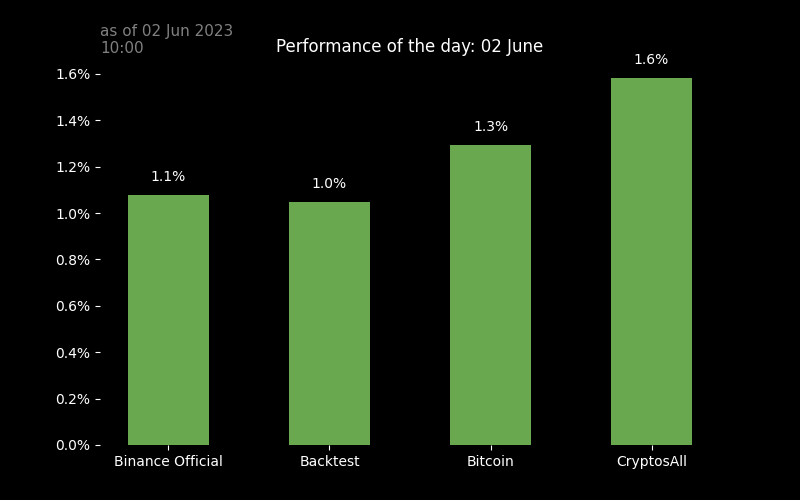 as of 02 Jun 2023
10:00
Performance of the day: 02 June
1.6%
1.4%
1.2%
1.0%
0.8%
0.6%
0.4%
0.2%
0.0%
1.1%
1.0%
1.3%
1.6%
Binance Official
Backtest
Bitcoin
CryptosAll